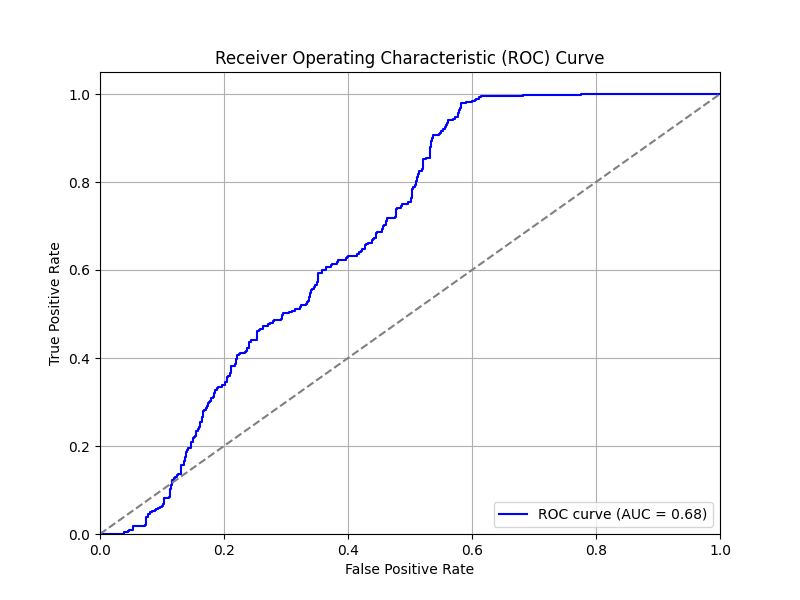 Receiver Operating Characteristic (ROC) Curve
True Positive Rate
1.0
0.8
0.6
0.4
0.2
0.0
ROC curve (AUC = 0.68)
0.0 0.2 0.4 0.6 0.8 1.0
False Positive Rate